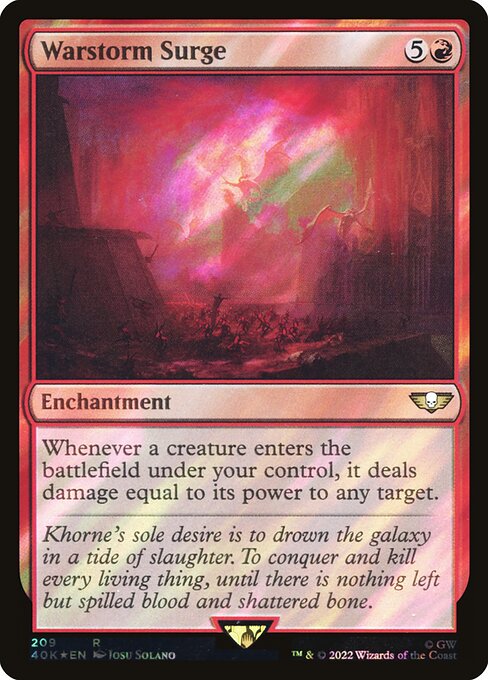 Warstorm Surge 5
Enchantment
Whenever a creature enters the
battlefield under your control, it deals
damage equal to its power to any target.
Khorne's sole desire is to drown the galaxy
in a tide of slaughter. To conquer and kill
every living thing, until there is nothing left
but spilled blood and shattered bone.
209 R
40K★EN Josu Solano
© GW
™ & © 2022 Wizards of the Coast